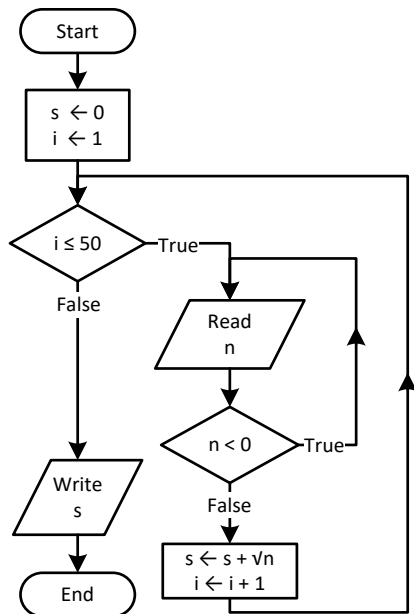 Start
s ← 0
i ← 1
i ≤ 50
True
False
Read
n
n < 0
True
False
Write
s
s ← s + √n
i ← i + 1
End